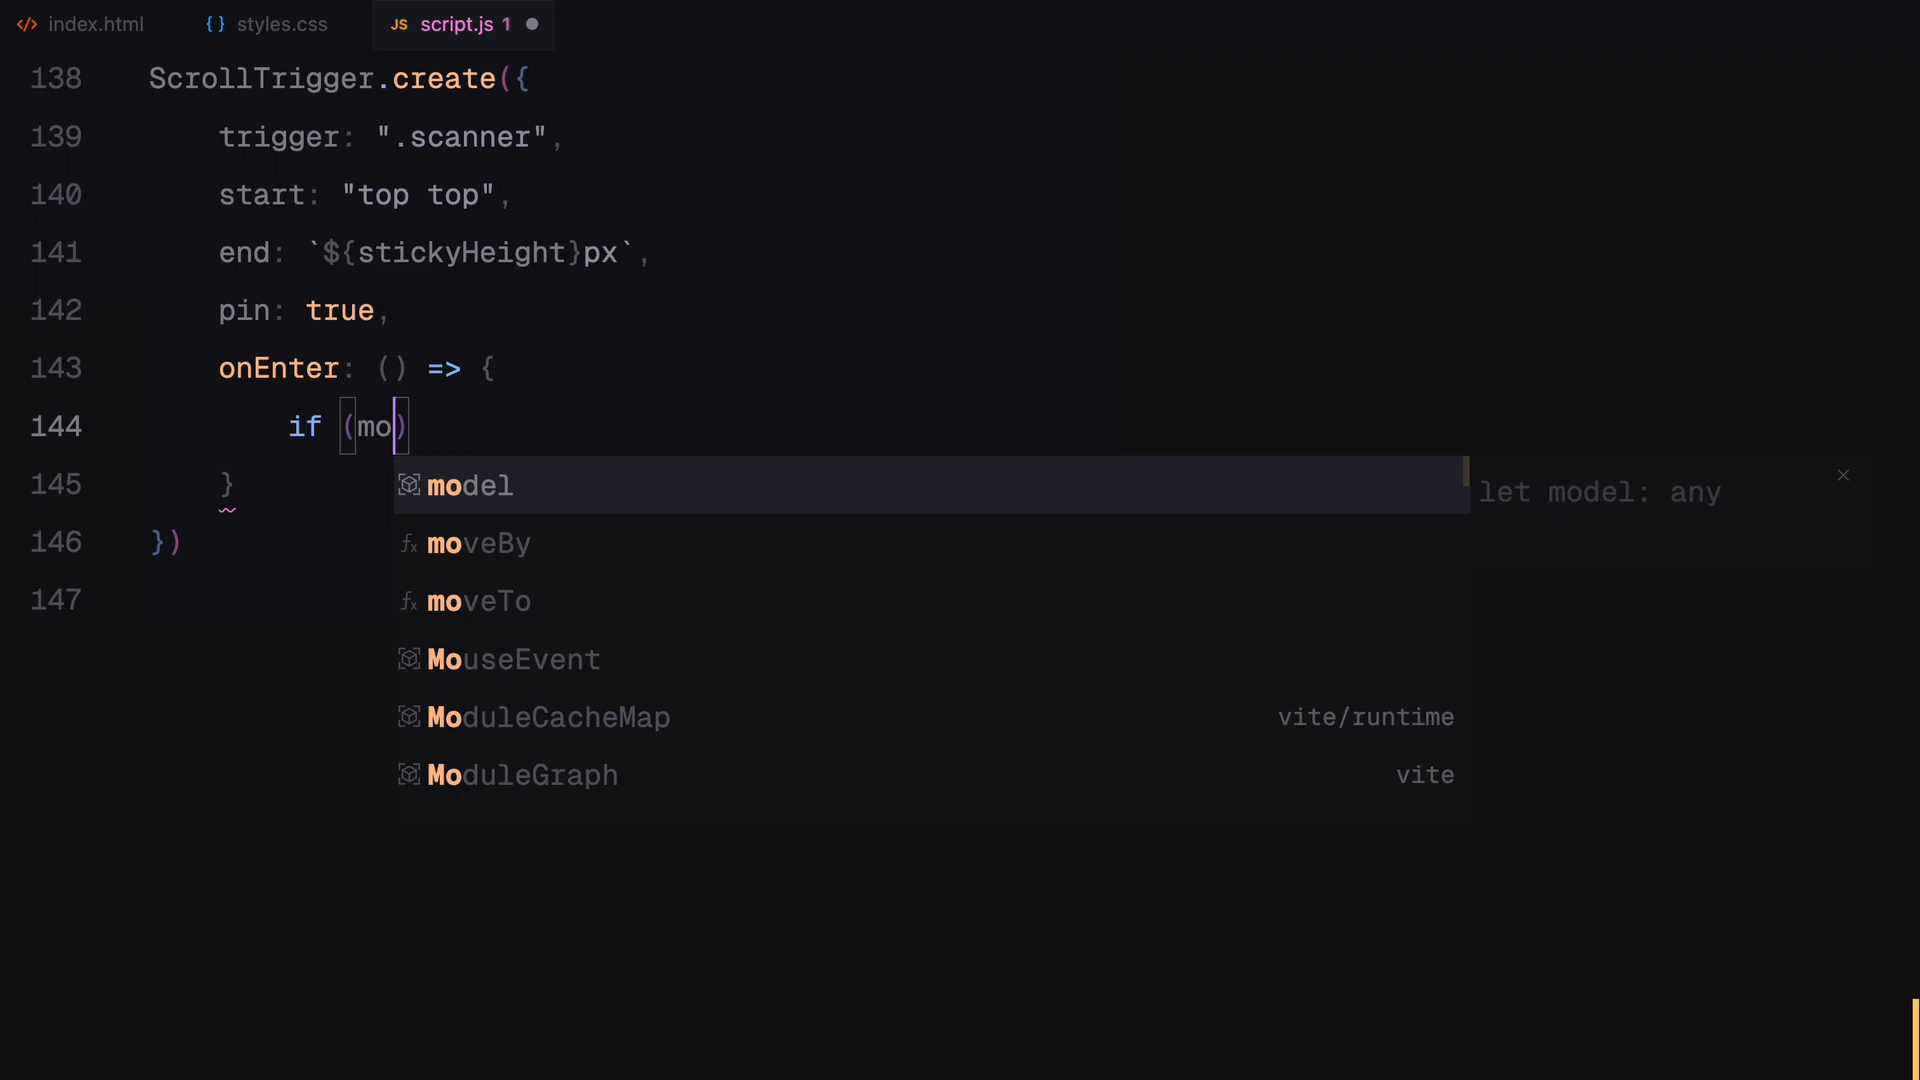 index.html
styles.css
JS script.js 1
138 ScrollTrigger.create({
139 trigger: ".scanner",
140 start: "top top",
141 end: `${stickyHeight}px`,
142 pin: true,
143 onEnter: () => {
144 if (mo)
model
let model: any
145 }
moveBy
146 })
moveTo
147
MouseEvent
ModuleCacheMap vite/runtime
ModuleGraph vite